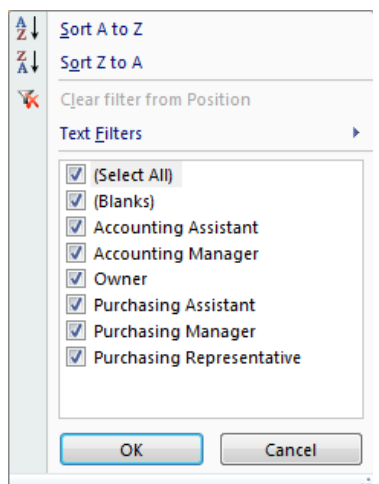 Sort A to Z
Sort Z to A
Clear filter from Position
Text Filters
(Select All)
(Blanks)
Accounting Assistant
Accounting Manager
Owner
Purchasing Assistant
Purchasing Manager
Purchasing Representative
OK Cancel